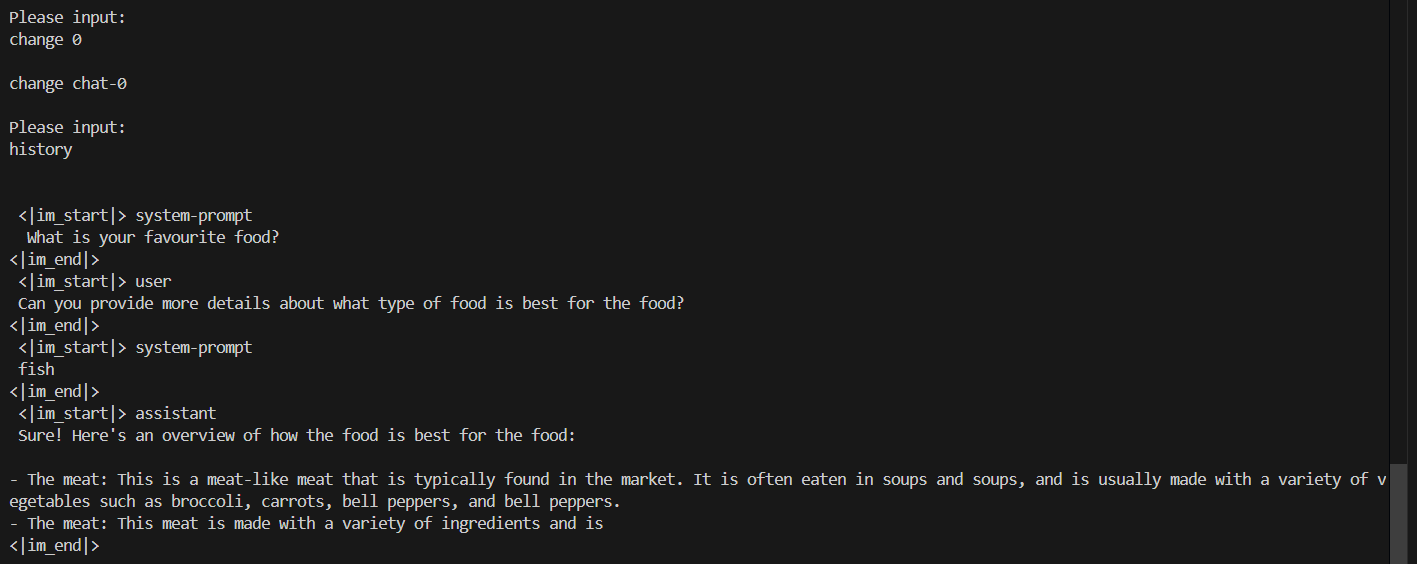 Please input:
change 0
change chat-0
Please input:
history
<|im_start|> system-prompt
What is your favourite food?
<|im_end|>
<|im_start|> user
Can you provide more details about what type of food is best for the food?
<|im_end|>
<|im_start|> system-prompt
fish
<|im_end|>
<|im_start|> assistant
Sure! Here's an overview of how the food is best for the food:
- The meat: This is a meat-like meat that is typically found in the market. It is often eaten in soups and soups, and is usually made with a variety of v
egetables such as broccoli, carrots, bell peppers, and bell peppers.
- The meat: This meat is made with a variety of ingredients and is
<|im_end|>